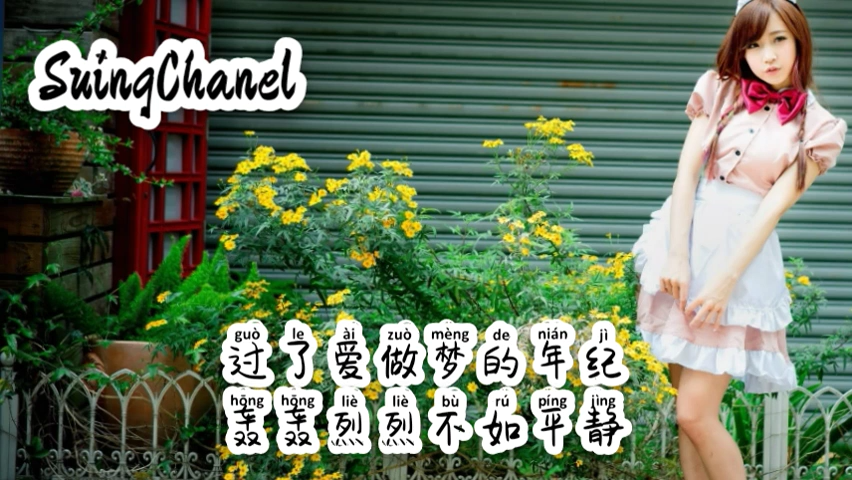 SuingChanel
guò le ài zuò mèng de nián jì
过了爱做梦的年纪
hōng hōng liè liè bù rú píng jìng
轰轰烈烈不如平静